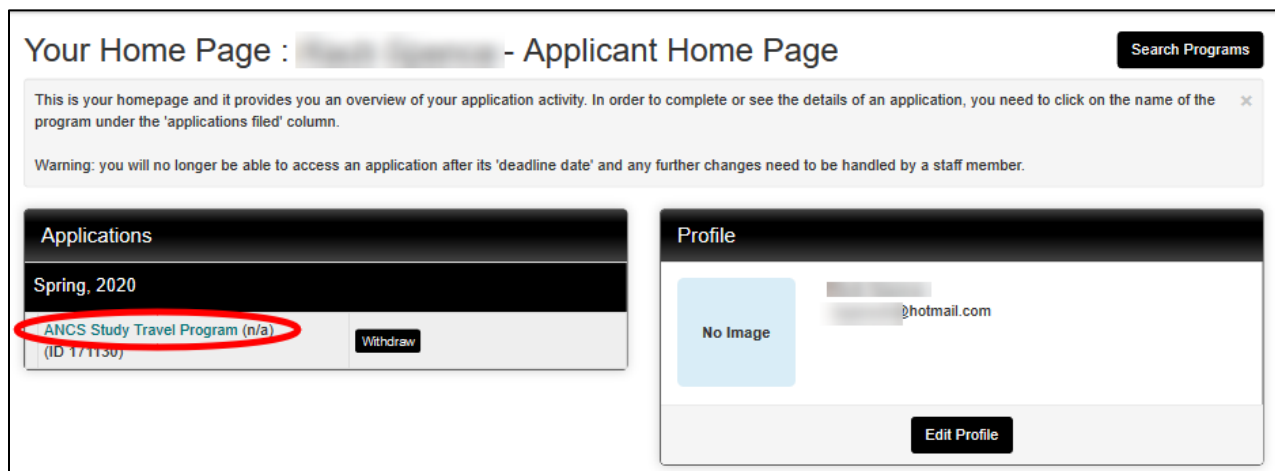 Your Home Page : - Applicant Home Page
Search Programs
This is your homepage and it provides you an overview of your application activity. In order to complete or see the details of an application, you need to click on the name of the
program under the 'applications filed' column.
×
Warning: you will no longer be able to access an application after its 'deadline date' and any further changes need to be handled by a staff member.
Applications
Spring, 2020
ANCS Study Travel Program (n/a)
(ID 171130)
Withdraw
Profile
No Image
@hotmail.com
Edit Profile